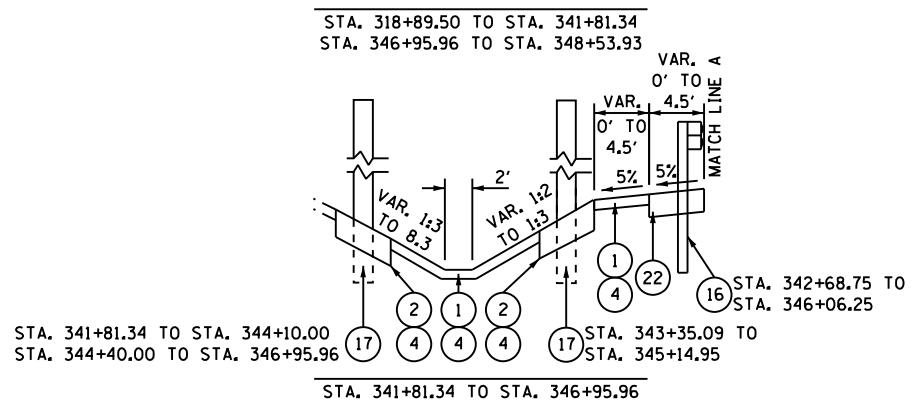 STA. 318+89.50 TO STA. 341+81.34
STA. 346+95.96 TO STA. 348+53.93
VAR.
0' TO
4.5'
VAR.
0' TO
4.5'
MATCH LINE A
2'
5%
5%
VAR. 1:3
TO 8.3
VAR. 1:2
TO 1:3
1
4
22
16
STA. 342+68.75 TO
STA. 346+06.25
STA. 341+81.34 TO STA. 344+10.00
STA. 344+40.00 TO STA. 346+95.96
17
2
4
1
4
2
4
17
STA. 343+35.09 TO
STA. 345+14.95
STA. 341+81.34 TO STA. 346+95.96